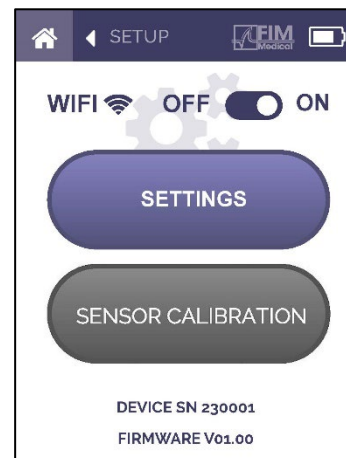 SETUP FIM Medical
WIFI OFF ON
SETTINGS
SENSOR CALIBRATION
DEVICE SN 230001
FIRMWARE V01.00